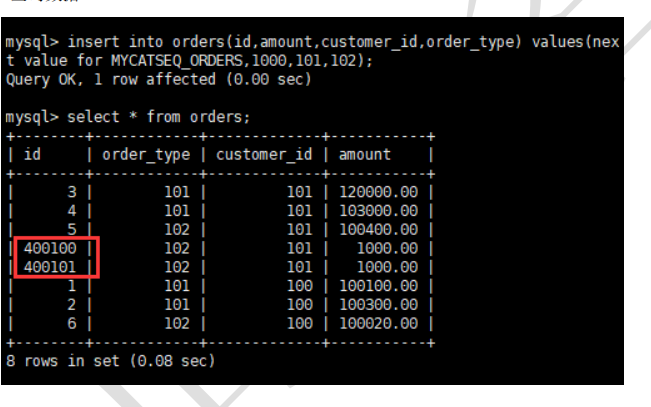 mysql> insert into orders(id,amount,customer_id,order_type) values(nex
t value for MYCATSEQ_ORDERS,1000,101,102);
Query OK, 1 row affected (0.00 sec)
mysql> select * from orders;
+--------+------------+-------------+-----------+
| id | order_type | customer_id | amount |
+--------+------------+-------------+-----------+
| 3 | 101 | 101 | 120000.00 |
| 4 | 101 | 101 | 103000.00 |
| 5 | 102 | 101 | 100400.00 |
| 400100 | 102 | 101 | 1000.00 |
| 400101 | 102 | 101 | 1000.00 |
| 1 | 101 | 100 | 100100.00 |
| 2 | 101 | 100 | 100300.00 |
| 6 | 102 | 100 | 100020.00 |
+--------+------------+-------------+-----------+
8 rows in set (0.08 sec)